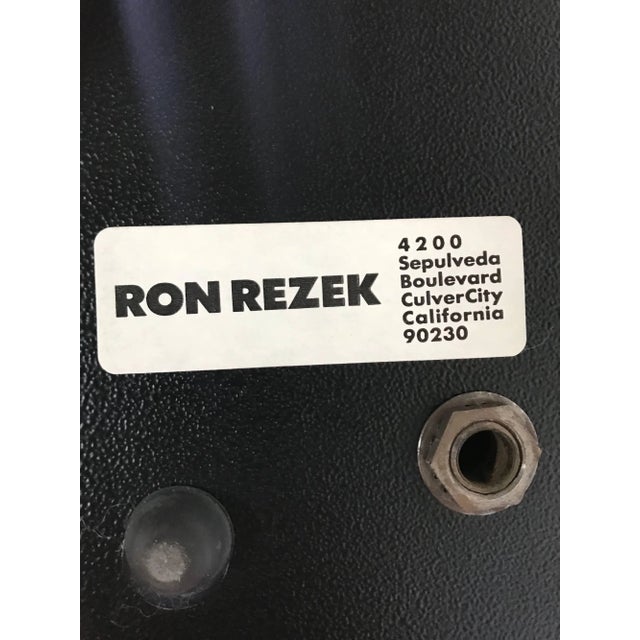 RON REZEK
4200
Sepulveda
Boulevard
CulverCity
California
90230